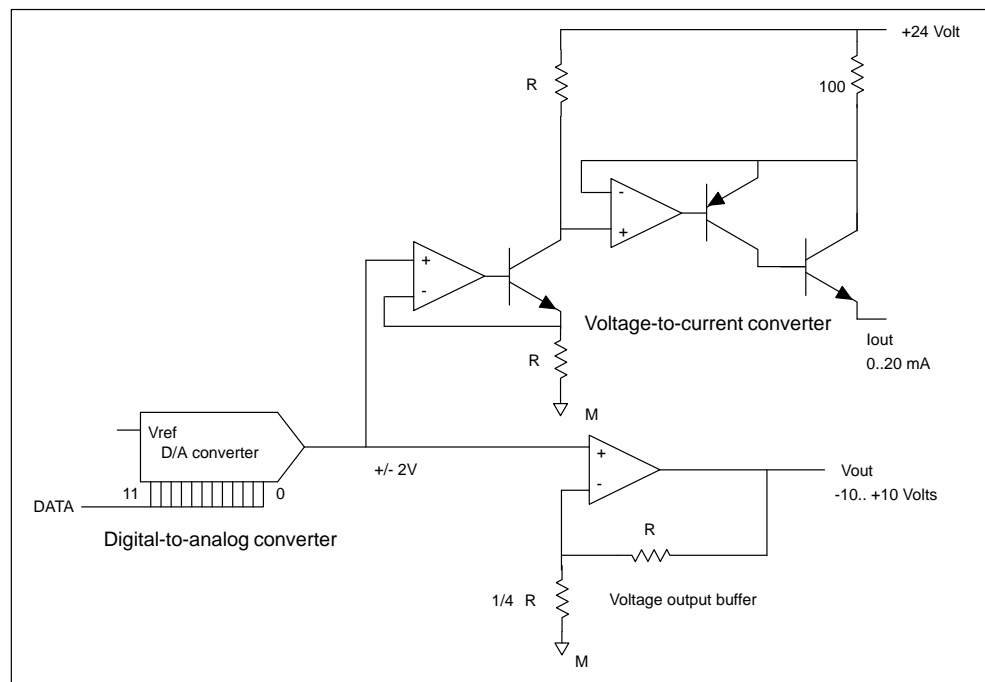 +24 Volt
R
100
-
+
+
-
Voltage-to-current converter
R
Iout
0..20 mA
M
Vref
D/A converter
+
+/- 2V
Vout
11
0
-
-10.. +10 Volts
DATA
Digital-to-analog converter
R
1/4 R
Voltage output buffer
M